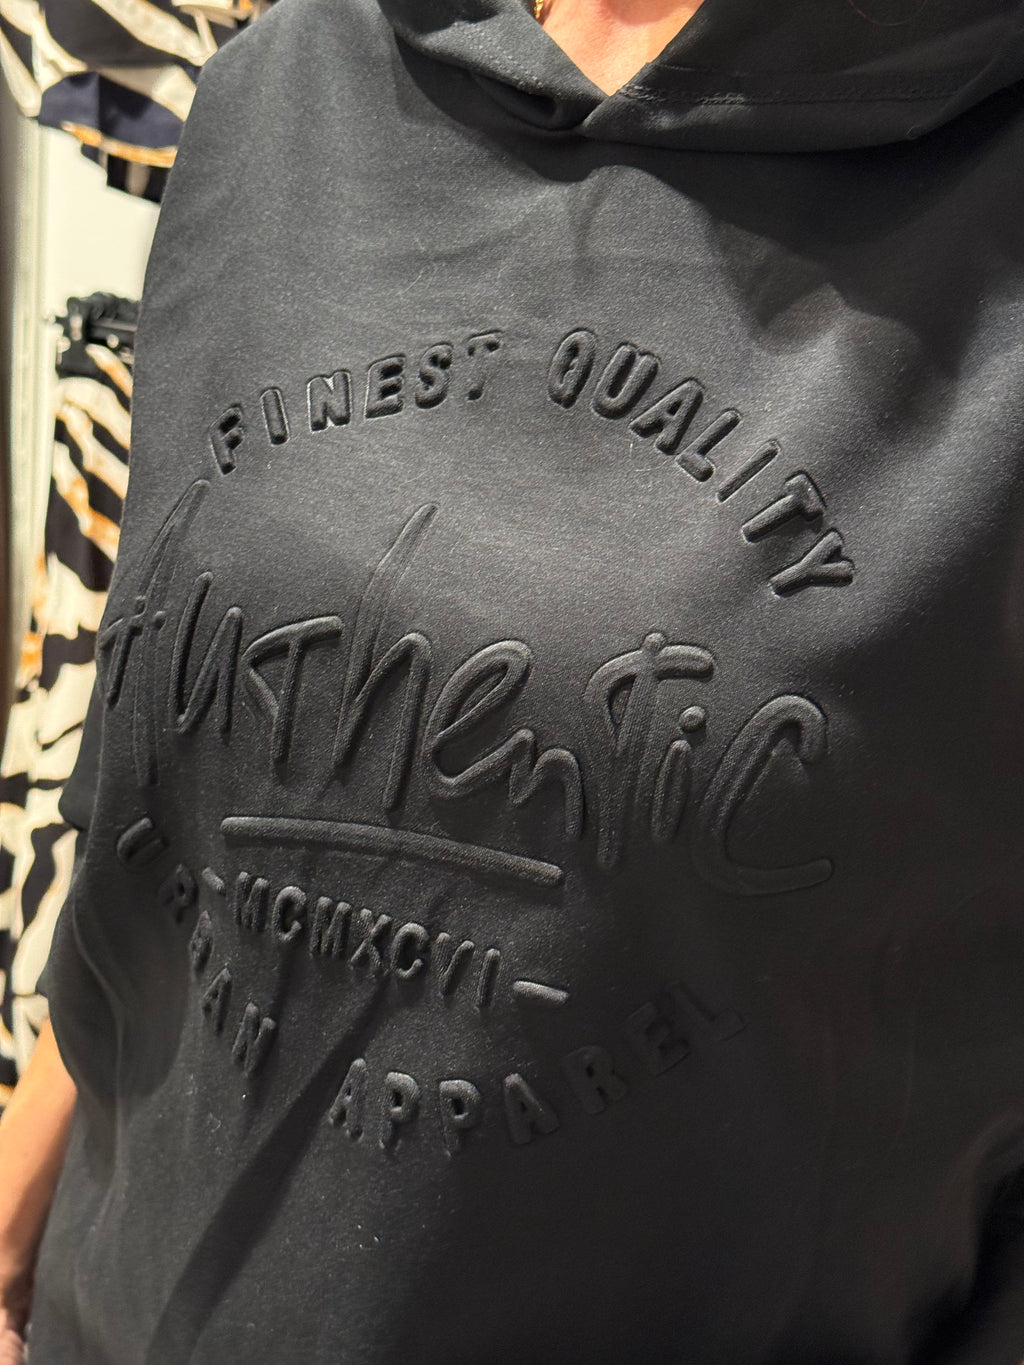 FINEST QUALITY
Authentic
-MCMXCVI-
URBAN APPAREL